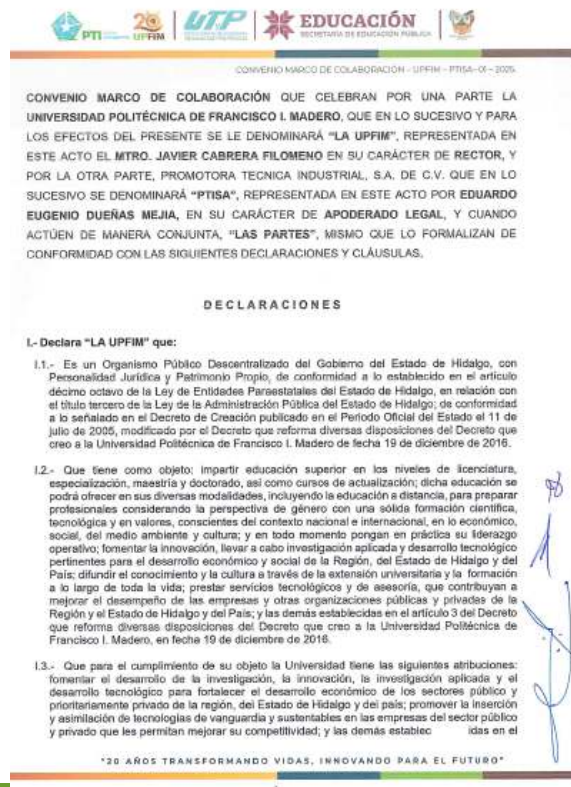 PTI
20
UPFIM
UTP
EDUCACIÓN
SECRETARÍA DE EDUCACIÓN PÚBLICA
CONVENIO MARCO DE COLABORACIÓN – UPFIM – PTISA–IX – 2025.
CONVENIO MARCO DE COLABORACIÓN QUE CELEBRAN POR UNA PARTE LA
UNIVERSIDAD POLITÉCNICA DE FRANCISCO I. MADERO, QUE EN LO SUCESIVO Y PARA
LOS EFECTOS DEL PRESENTE SE LE DENOMINARÁ "LA UPFIM", REPRESENTADA EN
ESTE ACTO EL MTRO. JAVIER CABRERA FILOMENO EN SU CARÁCTER DE RECTOR, Y
POR LA OTRA PARTE, PROMOTORA TECNICA INDUSTRIAL, S.A. DE C.V. QUE EN LO
SUCESIVO SE DENOMINARÁ "PTISA", REPRESENTADA EN ESTE ACTO POR EDUARDO
EUGENIO DUEÑAS MEJIA, EN SU CARÁCTER DE APODERADO LEGAL, Y CUANDO
ACTÚEN DE MANERA CONJUNTA, "LAS PARTES", MISMO QUE LO FORMALIZAN DE
CONFORMIDAD CON LAS SIGUIENTES DECLARACIONES Y CLÁUSULAS.
DECLARACIONES
I.- Declara "LA UPFIM" que:
I.1.- Es un Organismo Público Descentralizado del Gobierno del Estado de Hidalgo, con
Personalidad Jurídica y Patrimonio Propio, de conformidad a lo establecido en el artículo
décimo octavo de la Ley de Entidades Paraestatales del Estado de Hidalgo, en relación con
el título tercero de la Ley de la Administración Pública del Estado de Hidalgo; de conformidad
a lo señalado en el Decreto de Creación publicado en el Periodo Oficial del Estado el 11 de
julio de 2005, modificado por el Decreto que reforma diversas disposiciones del Decreto que
creo a la Universidad Politécnica de Francisco I. Madero de fecha 19 de diciembre de 2016.
I.2.- Que tiene como objeto: impartir educación superior en los niveles de licenciatura,
especialización, maestría y doctorado, así como cursos de actualización; dicha educación se
podrá ofrecer en sus diversas modalidades, incluyendo la educación a distancia, para preparar
profesionales considerando la perspectiva de género con una sólida formación científica,
tecnológica y en valores, conscientes del contexto nacional e internacional, en lo económico,
social, del medio ambiente y cultura; y en todo momento pongan en práctica su liderazgo
operativo; fomentar la innovación, llevar a cabo investigación aplicada y desarrollo tecnológico
pertinentes para el desarrollo económico y social de la Región, del Estado de Hidalgo y del
País; difundir el conocimiento y la cultura a través de la extensión universitaria y la formación
a lo largo de toda la vida; prestar servicios tecnológicos y de asesoría, que contribuyan a
mejorar el desempeño de las empresas y otras organizaciones públicas y privadas de la
Región y el Estado de Hidalgo y del País; y las demás establecidas en el artículo 3 del Decreto
que reforma diversas disposiciones del Decreto que creo a la Universidad Politécnica de
Francisco I. Madero, en fecha 19 de diciembre de 2016.
I.3.- Que para el cumplimiento de su objeto la Universidad tiene las siguientes atribuciones:
fomentar el desarrollo de la investigación, la innovación, la investigación aplicada y el
desarrollo tecnológico para fortalecer el desarrollo económico de los sectores público y
prioritariamente privado de la región, del Estado de Hidalgo y del país; promover la inserción
y asimilación de tecnologías de vanguardia y sustentables en las empresas del sector público
y privado que les permitan mejorar su competitividad; y las demás establec idas en el
"20 AÑOS TRANSFORMANDO VIDAS, INNOVANDO PARA EL FUTURO"